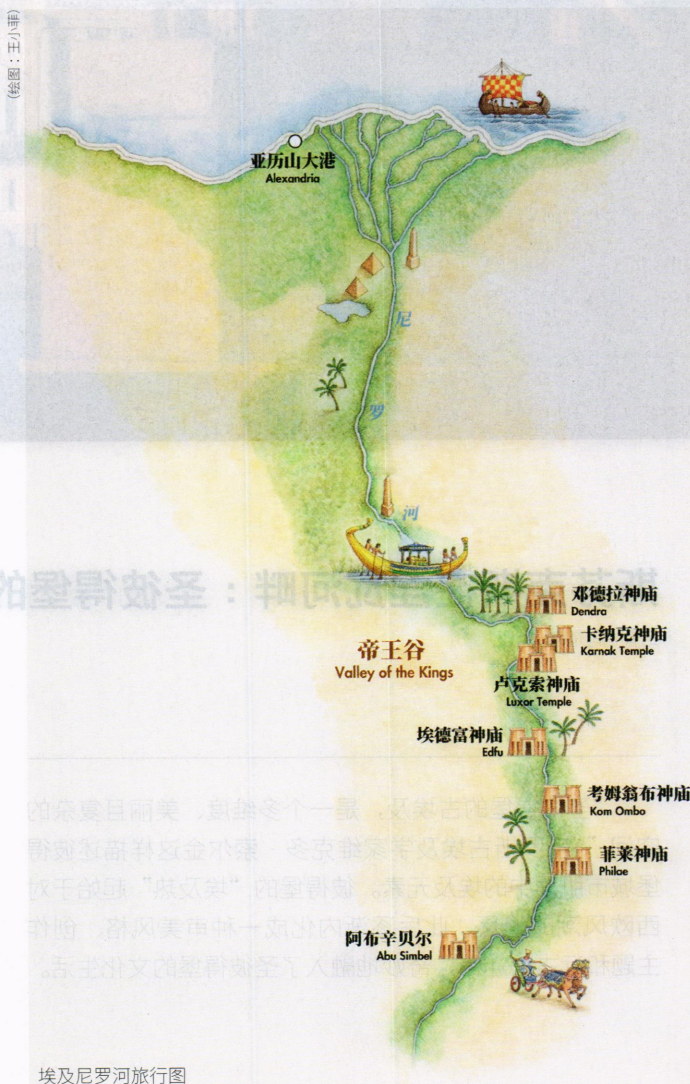 (绘图：王小菲)
亚历山大港
Alexandria
尼
罗
河
邓德拉神庙
Dendra
卡纳克神庙
Karnak Temple
帝王谷
Valley of the Kings
卢克索神庙
Luxor Temple
埃德富神庙
Edfu
考姆翁布神庙
Kom Ombo
菲莱神庙
Philae
阿布辛贝尔
Abu Simbel
埃及尼罗河旅行图